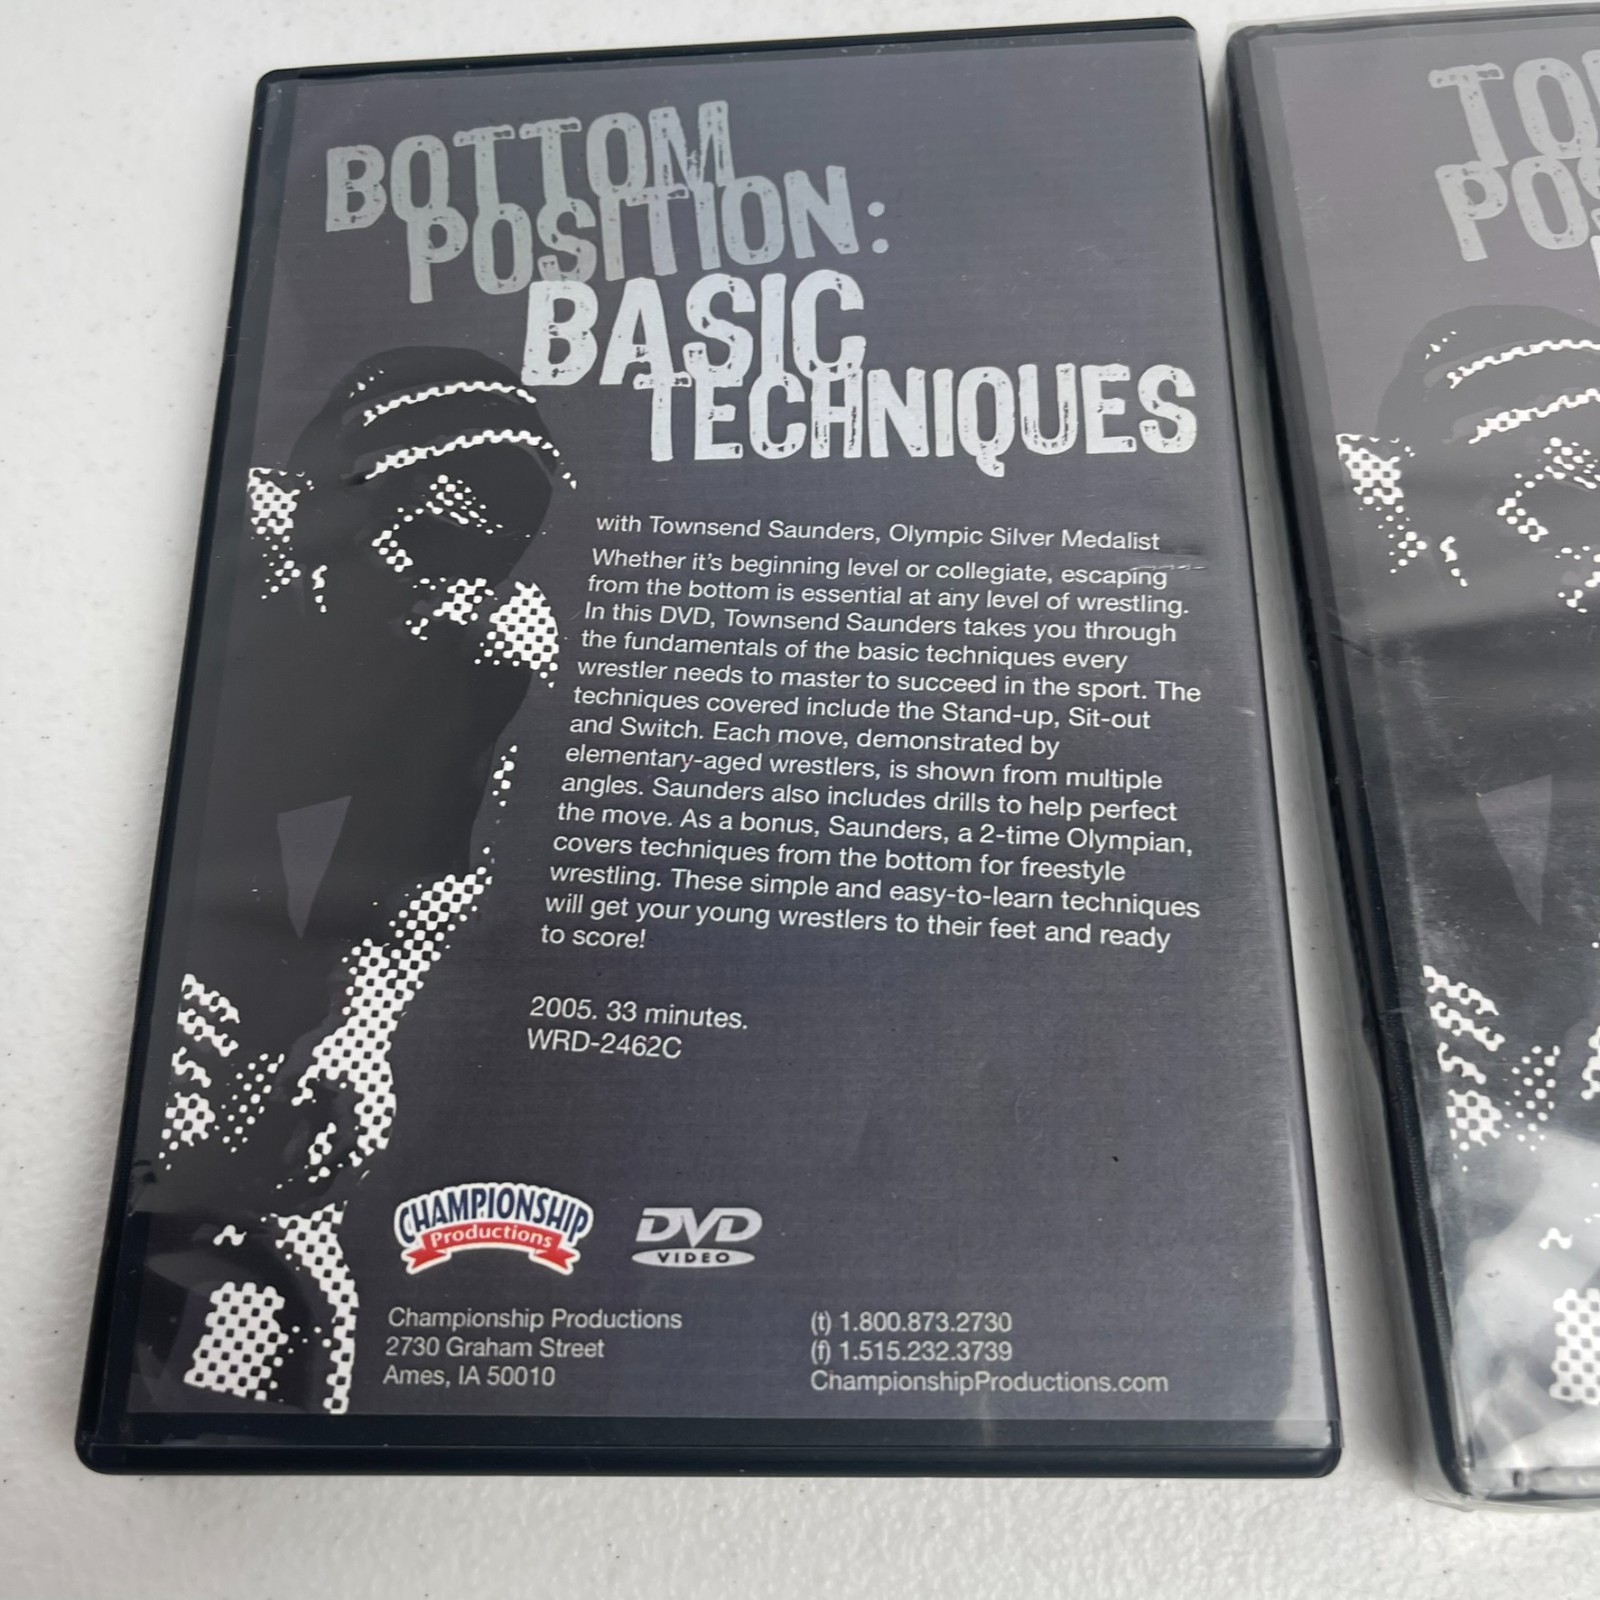 BOTTOM
POSITION:
BASIC
TECHNIQUES
with Townsend Saunders, Olympic Silver Medalist
Whether it's beginning level or collegiate, escaping
from the bottom is essential at any level of wrestling.
In this DVD, Townsend Saunders takes you through
the fundamentals of the basic techniques every
wrestler needs to master to succeed in the sport. The
techniques covered include the Stand-up, Sit-out
and Switch. Each move, demonstrated by
elementary-aged wrestlers, is shown from multiple
angles. Saunders also includes drills to help perfect
the move. As a bonus, Saunders, a 2-time Olympian,
covers techniques from the bottom for freestyle
wrestling. These simple and easy-to-learn techniques
will get your young wrestlers to their feet and ready
to score!
2005. 33 minutes.
WRD-2462C
CHAMPIONSHIP
Productions
DVD
VIDEO
Championship Productions
2730 Graham Street
Ames, IA 50010
(t) 1.800.873.2730
(f) 1.515.232.3739
ChampionshipProductions.com